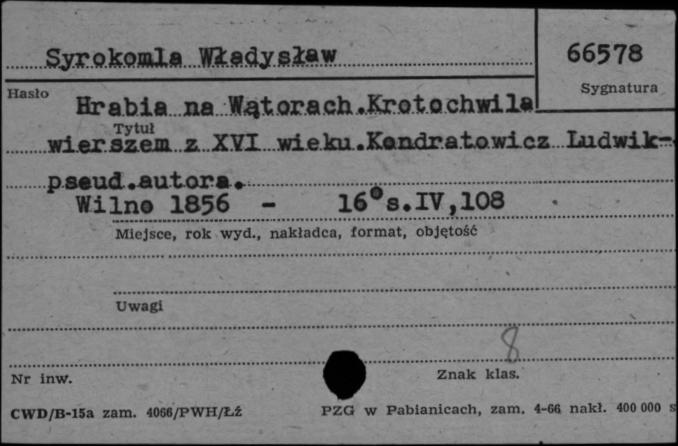 Syrokomla Władysław
66578
Sygnatura
Hasło
Hrabia na Wątorach.Krotochwila
Tytuł
wierszem z XVI wieku.Kondratowicz Ludwik-
pseud.autora.
Wilno 1856 - 16°s.IV,108
Miejsce, rok wyd., nakładca, format, objętość
Uwagi
8
Nr inw.
Znak klas.
CWD/B-15a zam. 4066/PWH/Łź
PZG w Pabianicach, zam. 4-66 nakł. 400 000 s